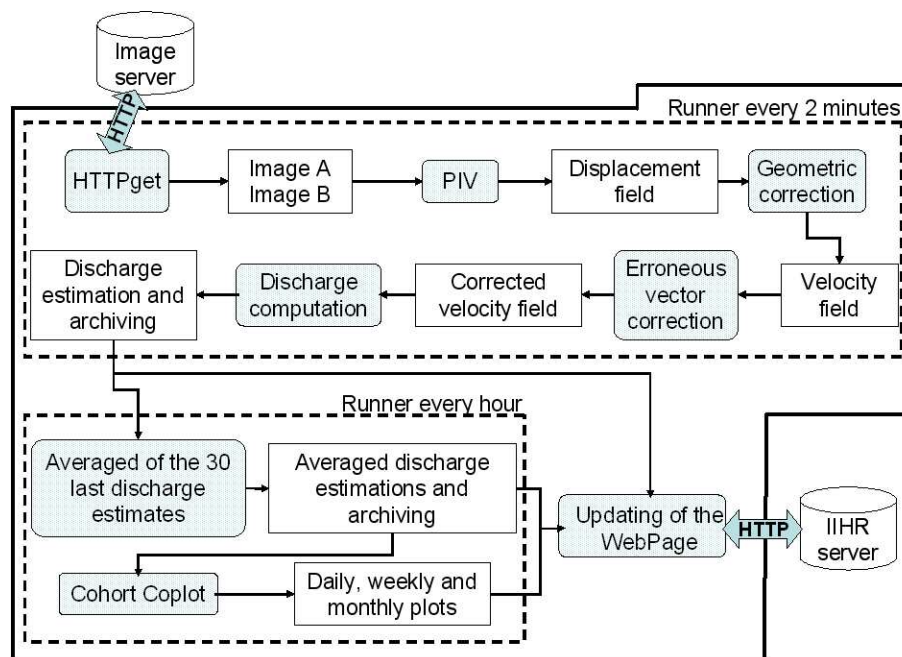 Image
server
HTTP
Runner every 2 minutes
HTTPget
Image A
Image B
PIV
Displacement
field
Geometric
correction
Discharge
estimation and
archiving
Discharge
computation
Corrected
velocity field
Erroneous
vector
correction
Velocity
field
Runner every hour
Averaged of the 30
last discharge
estimates
Averaged discharge
estimations and
archiving
Updating of the
WebPage
HTTP
IIHR
server
Cohort Coplot
Daily, weekly and
monthly plots